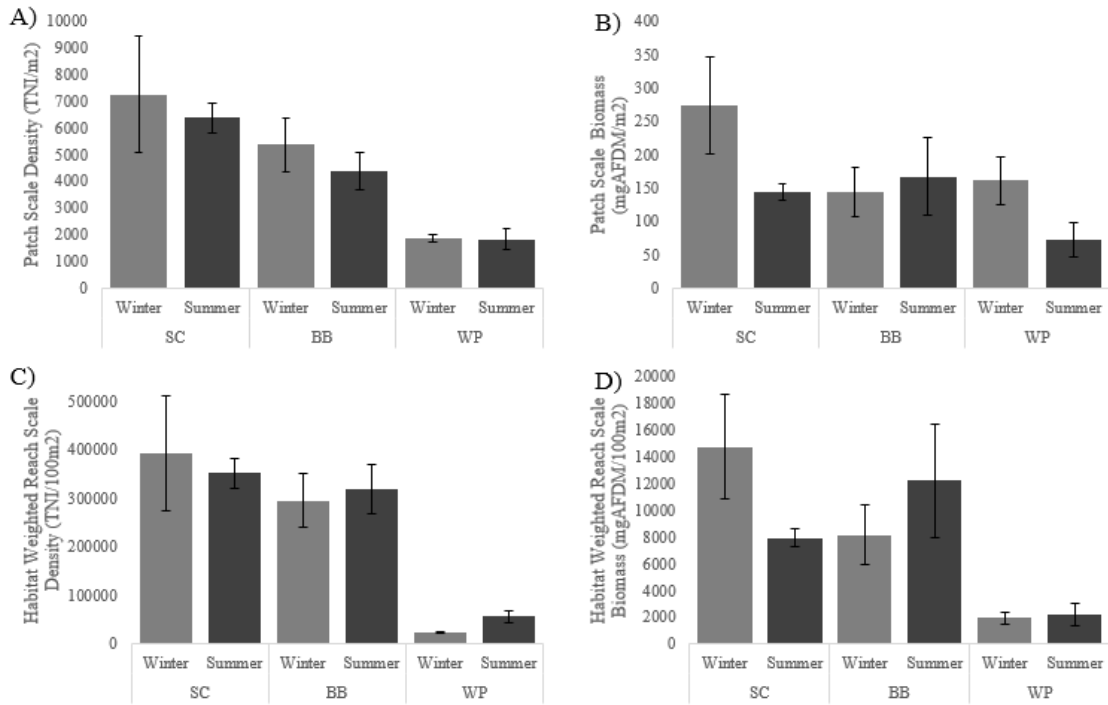 A)
Patch Scale Density (TNI/m2)
10000
9000
8000
7000
6000
5000
4000
3000
2000
1000
0
Winter Summer Winter Summer Winter Summer
SC BB WP
B)
Patch Scale Biomass
(mgAFDM/m2)
400
350
300
250
200
150
100
50
0
Winter Summer Winter Summer Winter Summer
SC BB WP
C)
Habitat Weighted Reach Scale
Density (TNI/100m2)
500000
400000
300000
200000
100000
0
Winter Summer Winter Summer Winter Summer
SC BB WP
D)
Habitat Weighted Reach Scale
Biomass (mgAFDM/100m2)
20000
18000
16000
14000
12000
10000
8000
6000
4000
2000
0
Winter Summer Winter Summer Winter Summer
SC BB WP